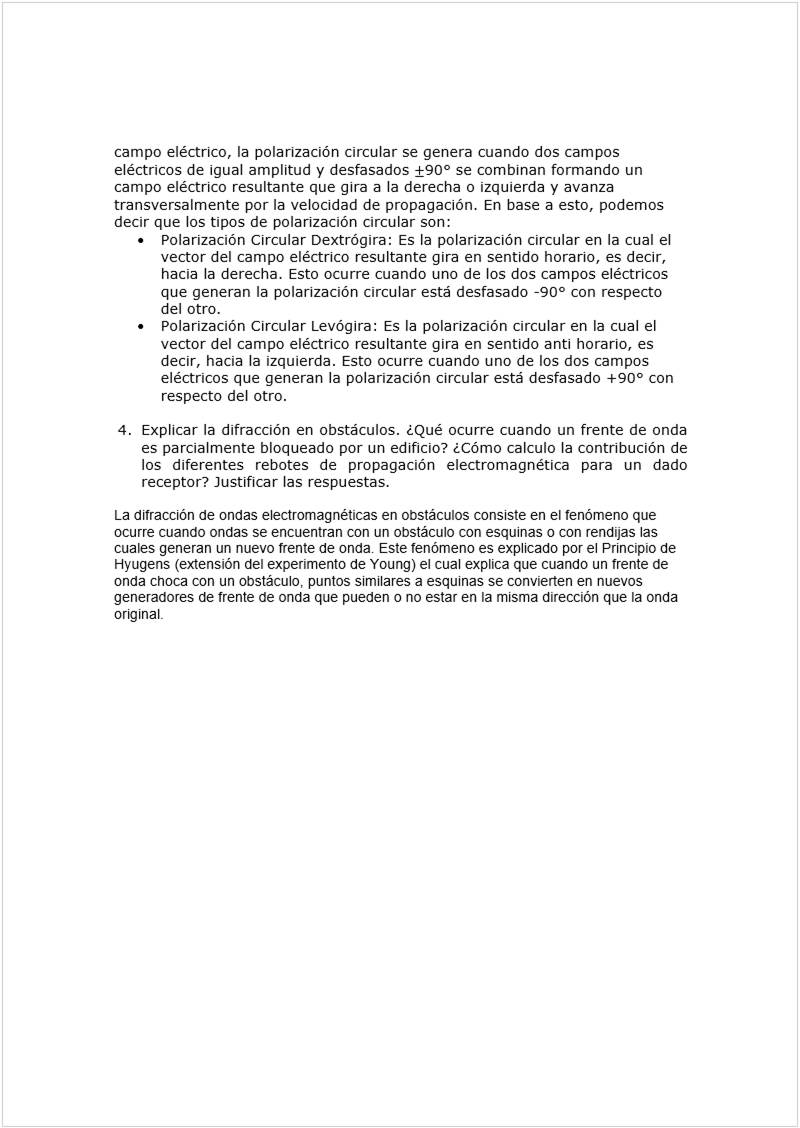 campo eléctrico, la polarización circular se genera cuando dos campos
eléctricos de igual amplitud y desfasados ±90° se combinan formando un
campo eléctrico resultante que gira a la derecha o izquierda y avanza
transversalmente por la velocidad de propagación. En base a esto, podemos
decir que los tipos de polarización circular son:
• Polarización Circular Dextrógira: Es la polarización circular en la cual el
vector del campo eléctrico resultante gira en sentido horario, es decir,
hacia la derecha. Esto ocurre cuando uno de los dos campos eléctricos
que generan la polarización circular está desfasado -90° con respecto
del otro.
• Polarización Circular Levógira: Es la polarización circular en la cual el
vector del campo eléctrico resultante gira en sentido anti horario, es
decir, hacia la izquierda. Esto ocurre cuando uno de los dos campos
eléctricos que generan la polarización circular está desfasado +90° con
respecto del otro.
4. Explicar la difracción en obstáculos. ¿Qué ocurre cuando un frente de onda
es parcialmente bloqueado por un edificio? ¿Cómo calculo la contribución de
los diferentes rebotes de propagación electromagnética para un dado
receptor? Justificar las respuestas.
La difracción de ondas electromagnéticas en obstáculos consiste en el fenómeno que
ocurre cuando ondas se encuentran con un obstáculo con esquinas o con rendijas las
cuales generan un nuevo frente de onda. Este fenómeno es explicado por el Principio de
Hyugens (extensión del experimento de Young) el cual explica que cuando un frente de
onda choca con un obstáculo, puntos similares a esquinas se convierten en nuevos
generadores de frente de onda que pueden o no estar en la misma dirección que la onda
original.